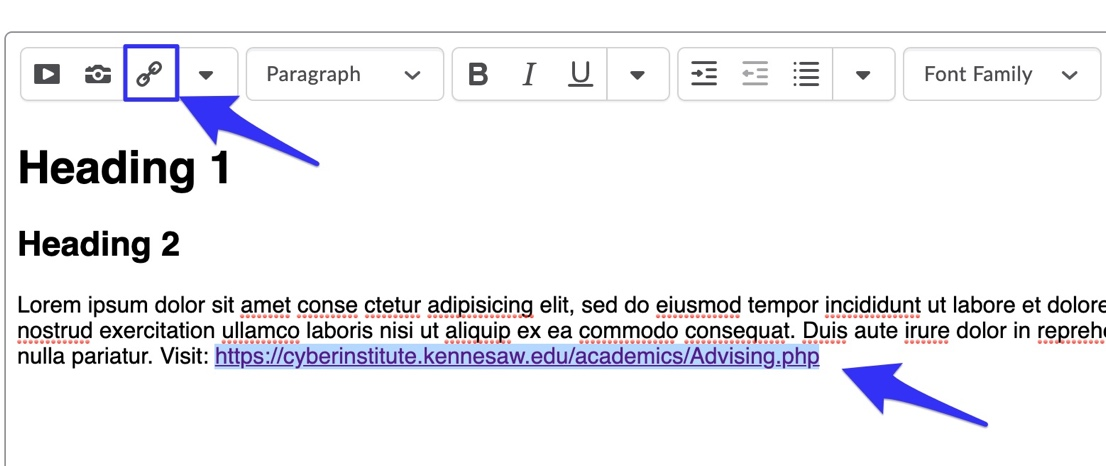 Paragraph B I U Font Family
Heading 1
Heading 2
Lorem ipsum dolor sit amet conse ctetur adipisicing elit, sed do eiusmod tempor incididunt ut labore et dolore
nostrud exercitation ullamco laboris nisi ut aliquip ex ea commodo consequat. Duis aute irure dolor in reprehe
nulla pariatur. Visit: https://cyberinstitute.kennesaw.edu/academics/Advising.php